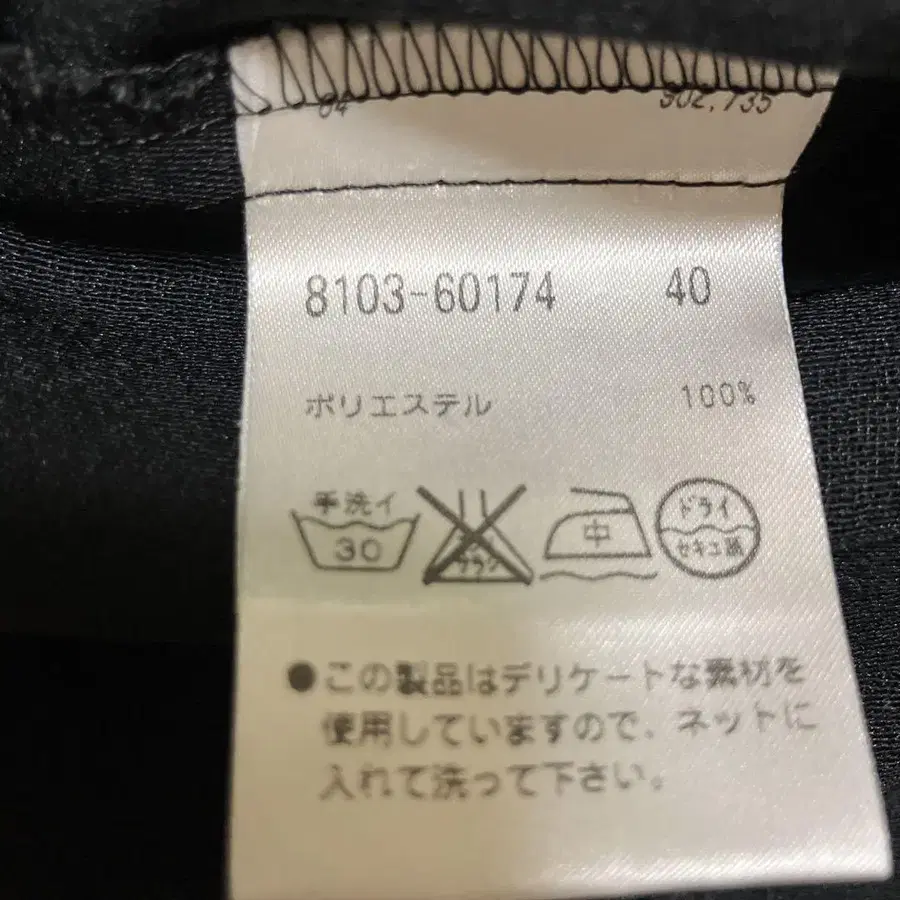 8103-60174 40
ポリエステル 100%
手洗イ
30
中
ドライ
セキユ系
●この製品はデリケートな素材を
使用していますので、ネットに
入れて洗って下さい。